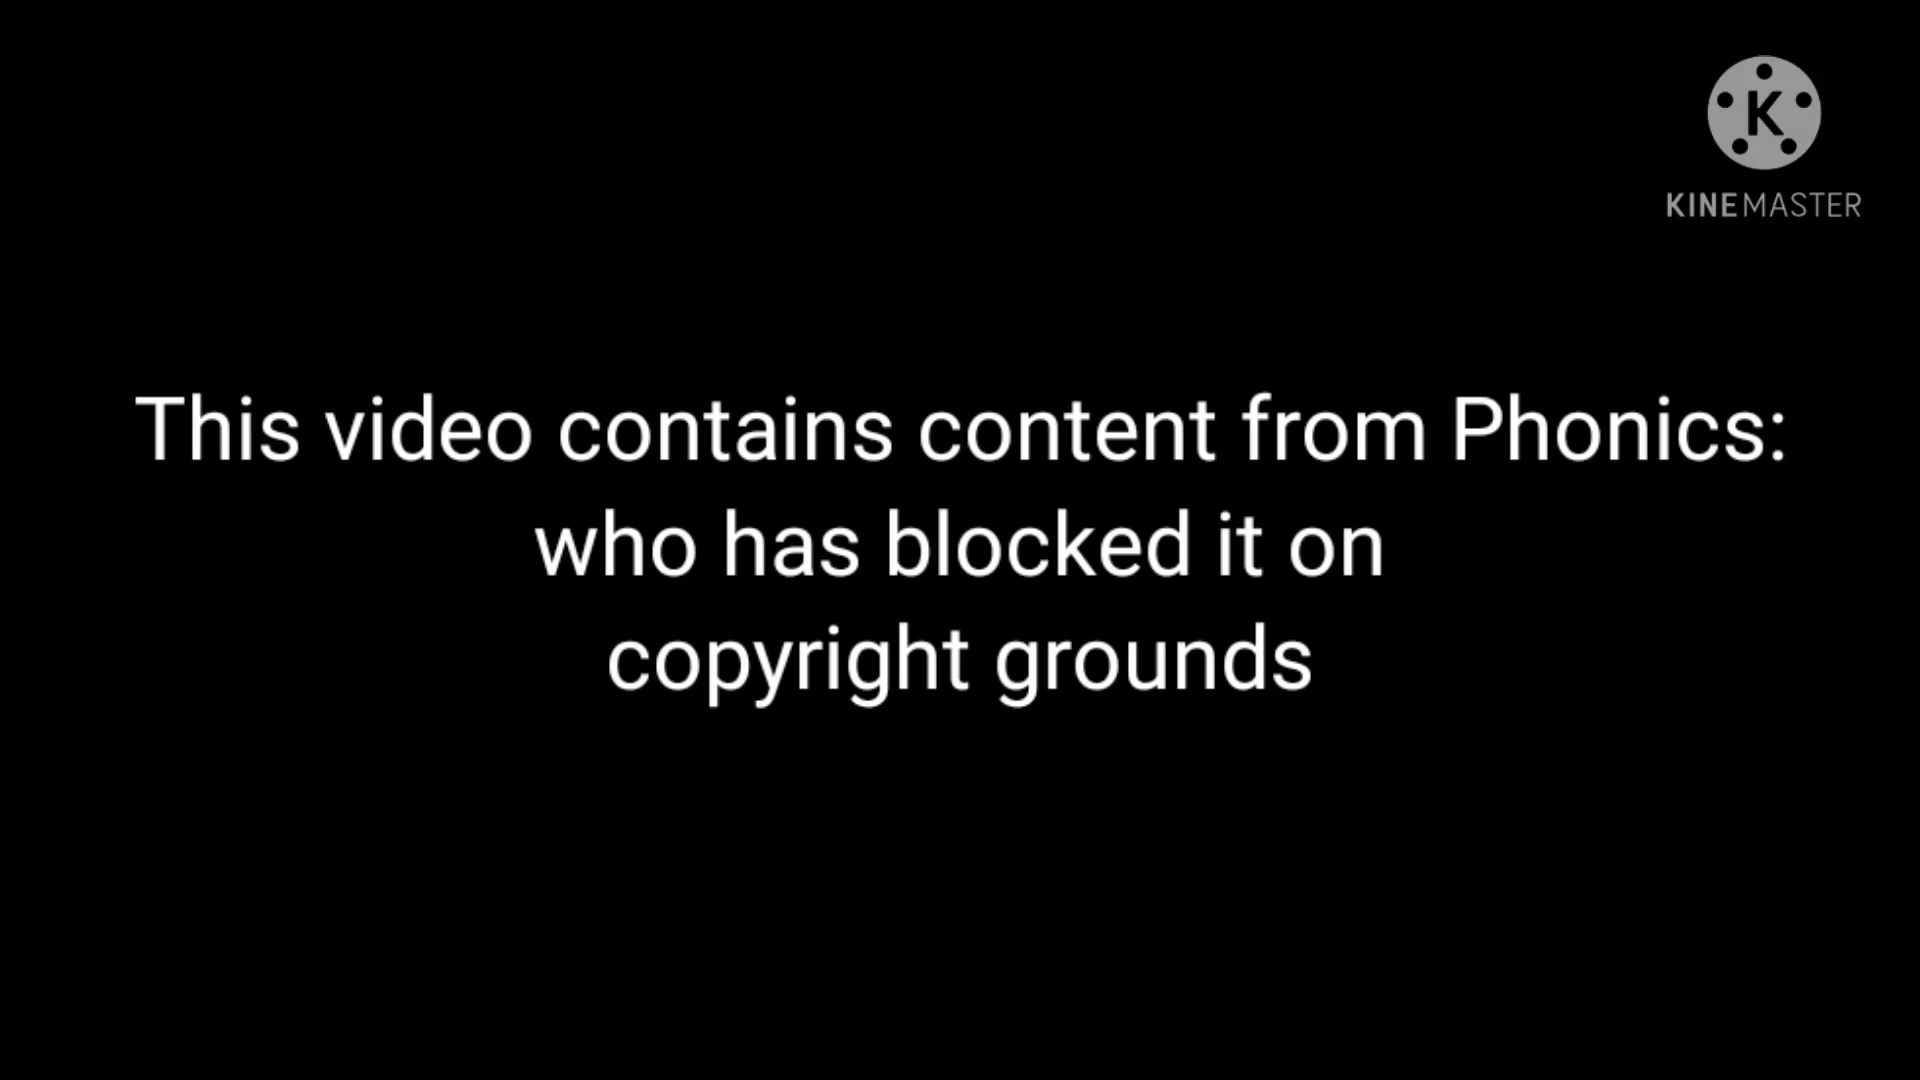 K
KINEMASTER
This video contains content from Phonics:
who has blocked it on
copyright grounds